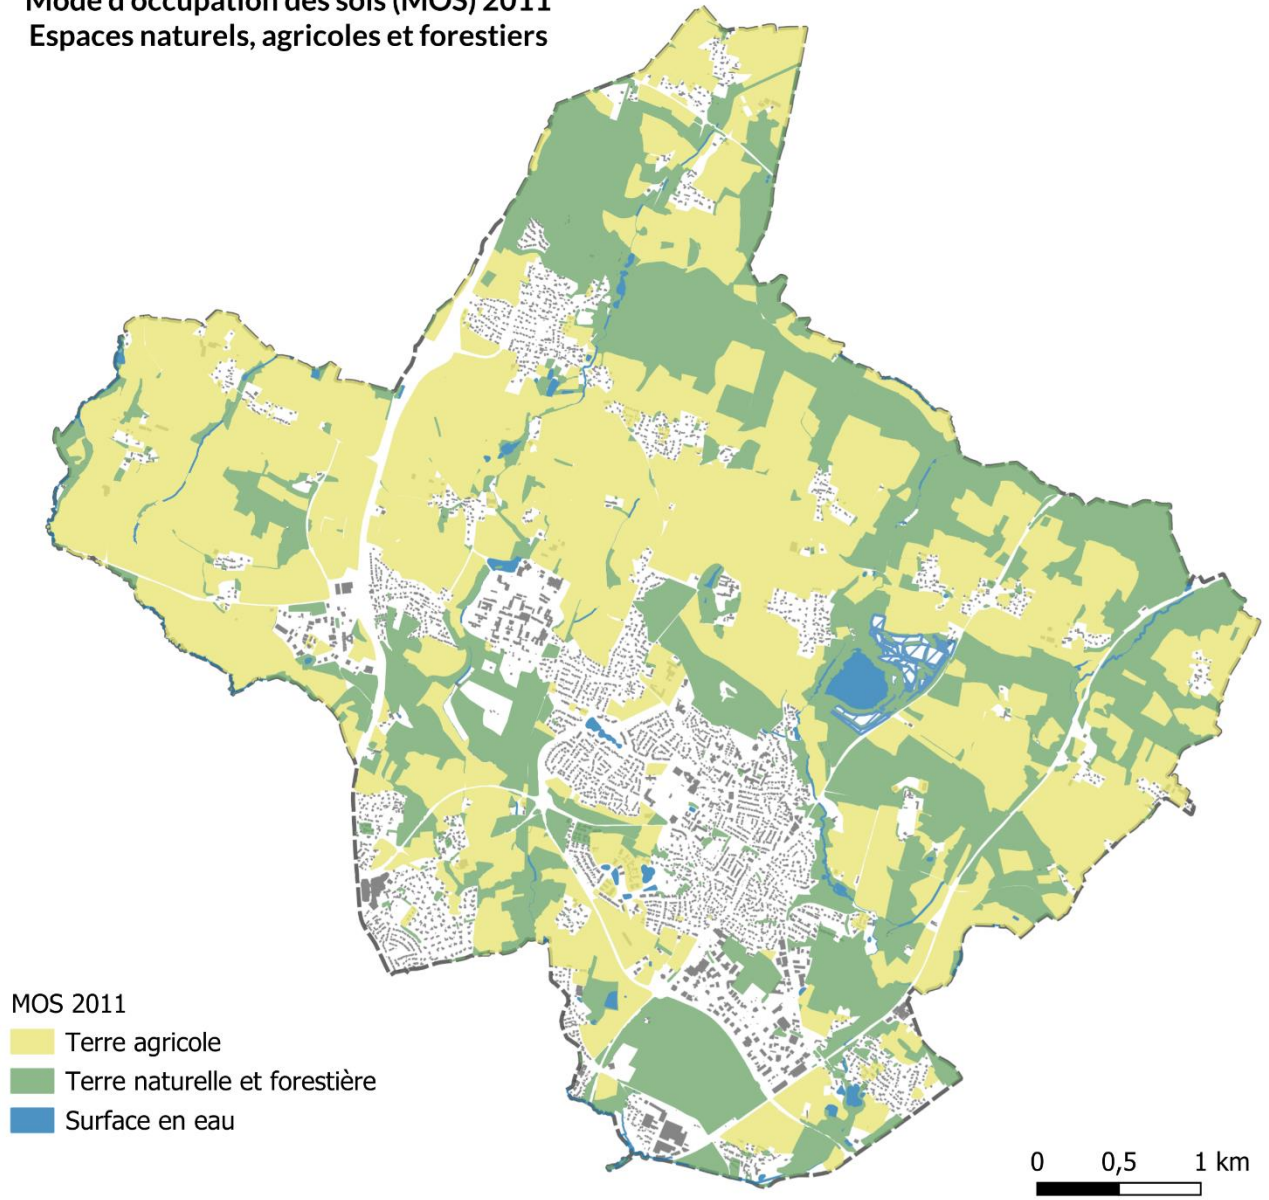 Mode d'occupation des sols (MOS) 2011
Espaces naturels, agricoles et forestiers
MOS 2011
Terre agricole
Terre naturelle et forestière
Surface en eau
0 0,5 1 km